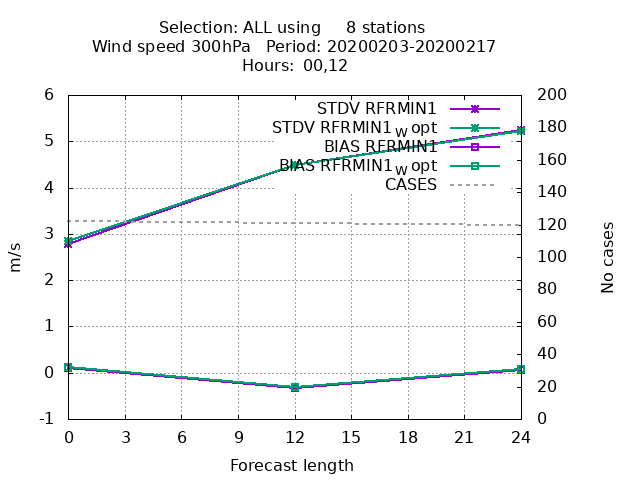 Selection: ALL using 8 stations
Wind speed 300hPa Period: 20200203-20200217
Hours: 00,12
6
5
4
3
2
1
0
-1
200
180
160
140
120
100
80
60
40
20
0
STDV RFRMIN1
STDV RFRMIN1w opt
BIAS RFRMIN1
BIAS RFRMIN1w opt
CASES
m/s
No cases
0 3 6 9 12 15 18 21 24
Forecast length